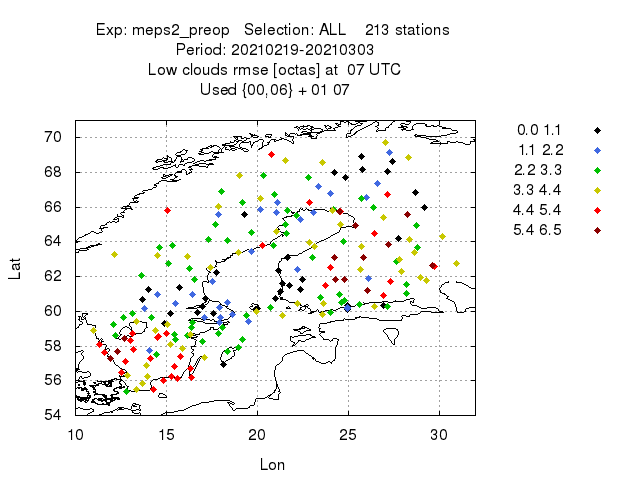 Exp: meps2_preop   Selection: ALL    213 stations
Period: 20210219-20210303
Low clouds rmse [octas] at  07 UTC
Used {00,06} + 01 07
0.0 1.1
1.1 2.2
2.2 3.3
3.3 4.4
4.4 5.4
5.4 6.5
70
68
66
64
62
60
58
56
54
Lat
10 15 20 25 30
Lon